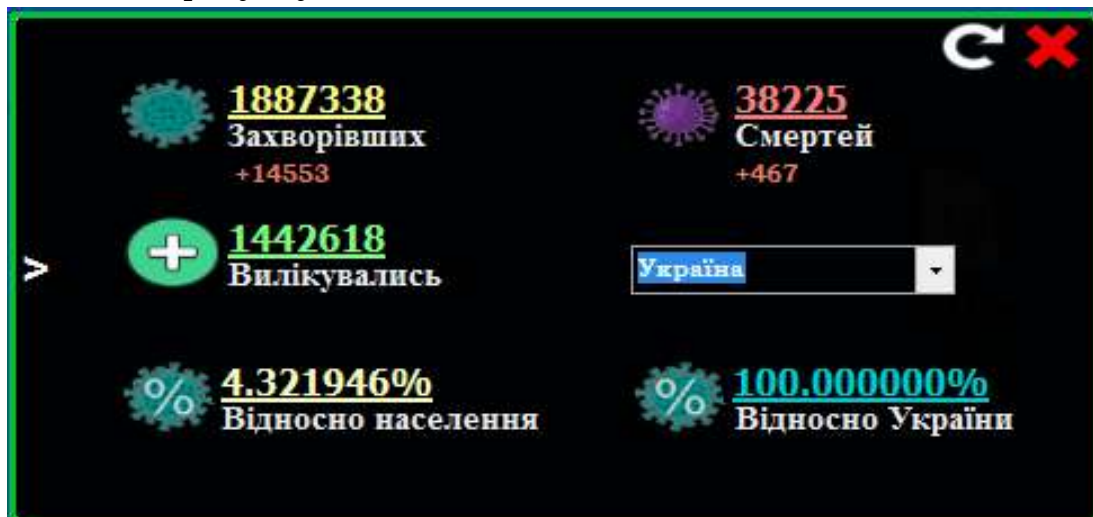 1887338
Захворівших
+14553
38225
Смертей
+467
>
1442618
Вилікувались
Україна
4.321946%
Відносно населення
100.000000%
Відносно України